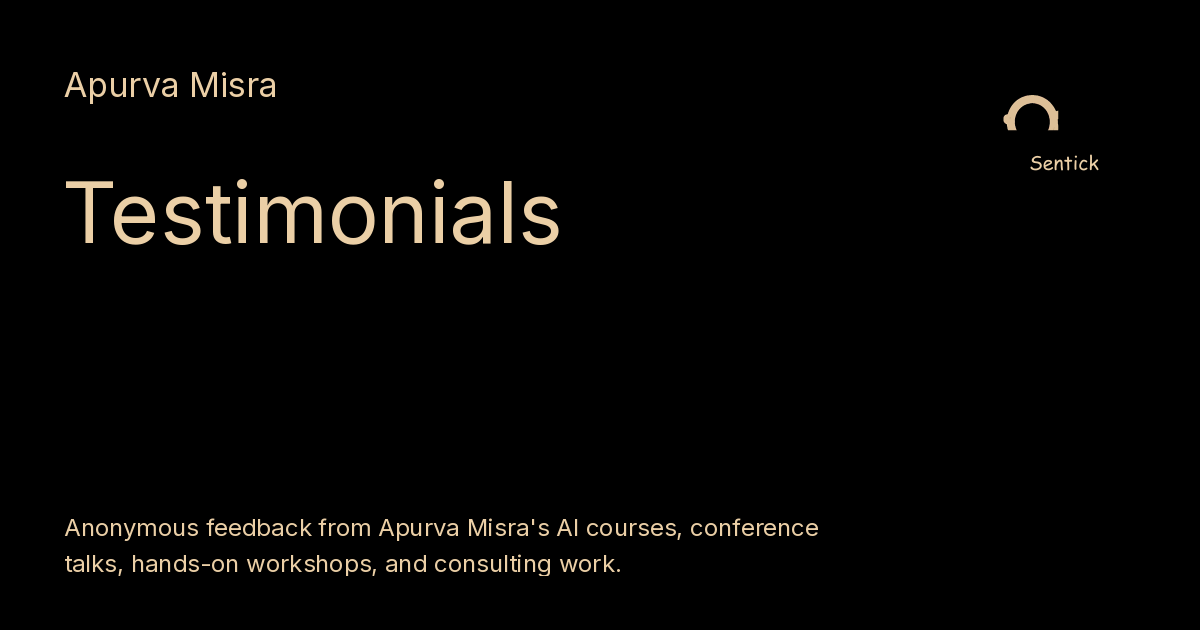 Apurva Misra
Sentick
Testimonials
Anonymous feedback from Apurva Misra's AI courses, conference
talks, hands-on workshops, and consulting work.